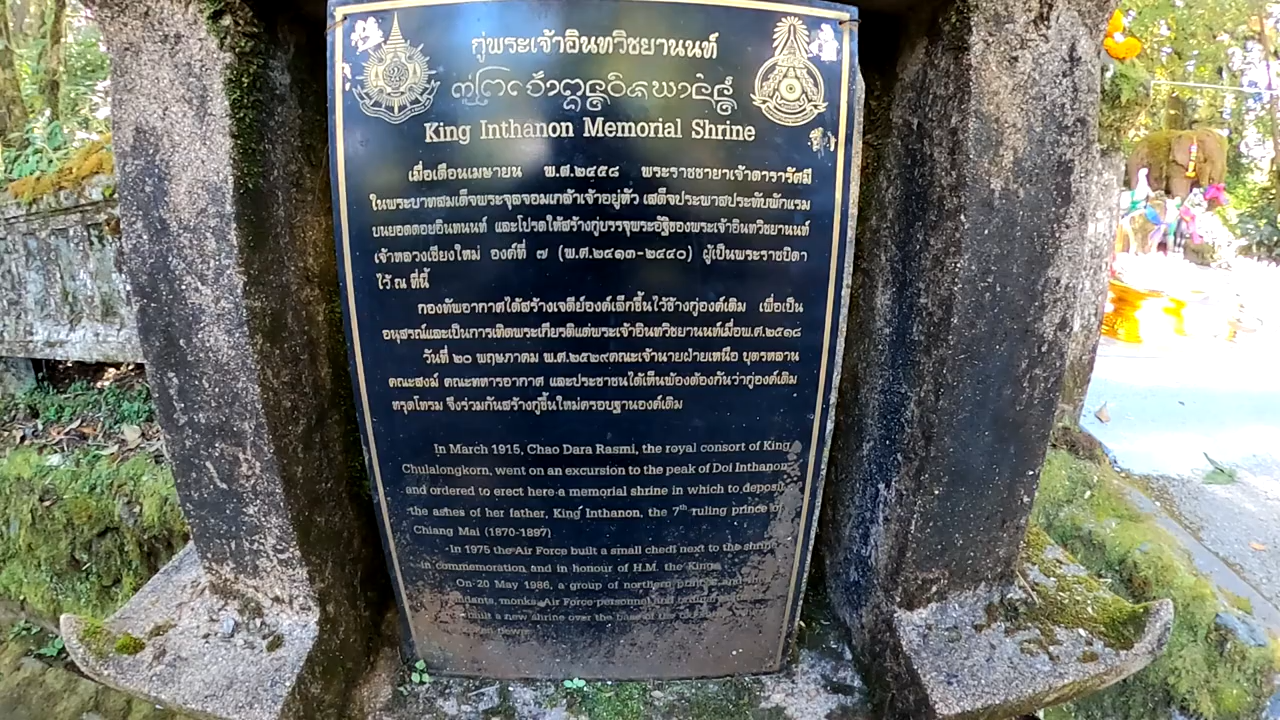 กู่พระเจ้าอินทวิชยานนท์
King Inthanon Memorial Shrine
เมื่อเดือนเมษายน พ.ศ.๒๔๕๘ พระราชชายาเจ้าดารารัศมี
ในพระบาทสมเด็จพระจุลจอมเกล้าเจ้าอยู่หัว เสด็จประพาสประทับพักแรม
บนยอดดอยอินทนนท์ และโปรดให้สร้างกู่บรรจุพระอัฐิของพระเจ้าอินทวิชยานนท์
เจ้าหลวงเชียงใหม่ องค์ที่ ๗ (พ.ศ.๒๔๑๓-๒๔๔๐) ผู้เป็นพระราชบิดา
ไว้ ณ ที่นี้
กองทัพอากาศได้สร้างเจดีย์องค์เล็กขึ้นไว้ข้างกู่องค์เดิม เพื่อเป็น
อนุสรณ์และเป็นการเทิดพระเกียรติแด่พระเจ้าอินทวิชยานนท์เมื่อพ.ศ.๒๕๑๘
วันที่ ๒๐ พฤษภาคม พ.ศ.๒๕๒๙คณะเจ้านายฝ่ายเหนือ บุตรหลาน
คณะสงฆ์ คณะทหารอากาศ และประชาชนได้เห็นพ้องต้องกันว่ากู่องค์เดิม
ทรุดโทรม จึงร่วมกันสร้างกู่ขึ้นใหม่ครอบฐานองค์เดิม
In March 1915, Chao Dara Rasmi, the royal consort of King
Chulalongkorn, went on an excursion to the peak of Doi Inthanon
and ordered to erect here a memorial shrine in which to deposit
the ashes of her father, King Inthanon, the 7th ruling prince of
Chiang Mai (1870-1897)
In 1975 the Air Force built a small chedi next to the shrine
in commemoration and in honour of H.M. the King
On 20 May 1986, a group of northern princes and
monks, Air Force personnel and
built a new shrine over the base of the